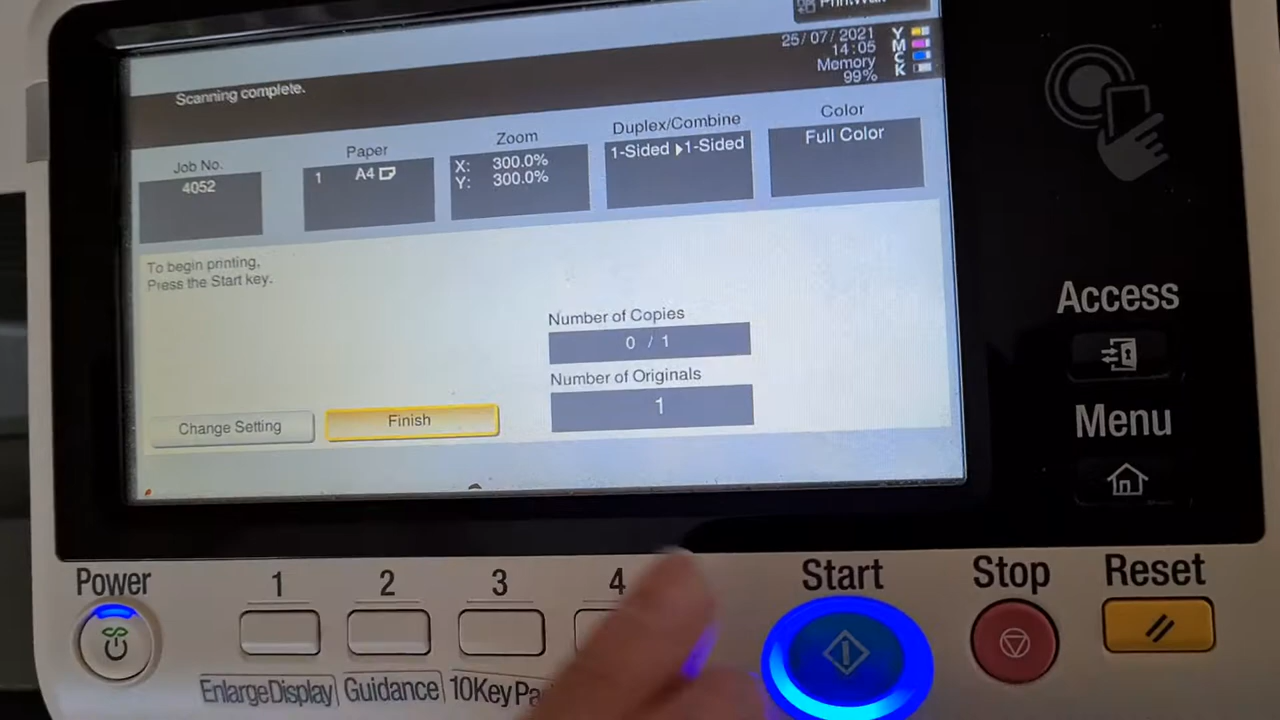 25/07/2021
14:05
Memory
99%
Y
M
C
K
Scanning complete.
Job No.
4052
Paper
1 A4
Zoom
X: 300.0%
Y: 300.0%
Duplex/Combine
1-Sided ▶1-Sided
Color
Full Color
To begin printing,
Press the Start key.
Number of Copies
0 / 1
Number of Originals
1
Change Setting
Finish
Access
Menu
Power
1
2
3
4
Start
Stop
Reset
EnlargeDisplay
Guidance
10Key